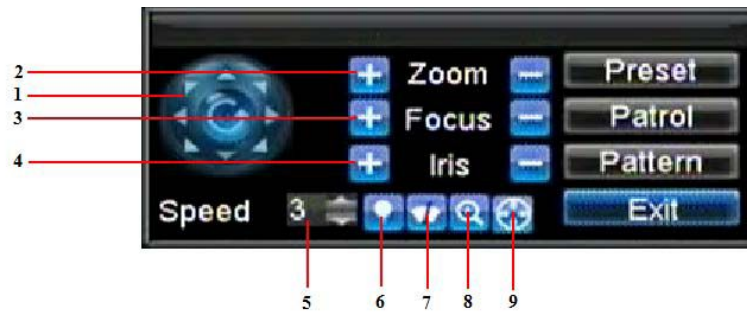 2 Zoom Preset
1
3 Focus Patrol
4 Iris Pattern
Speed 3 Exit
5 6 7 8 9